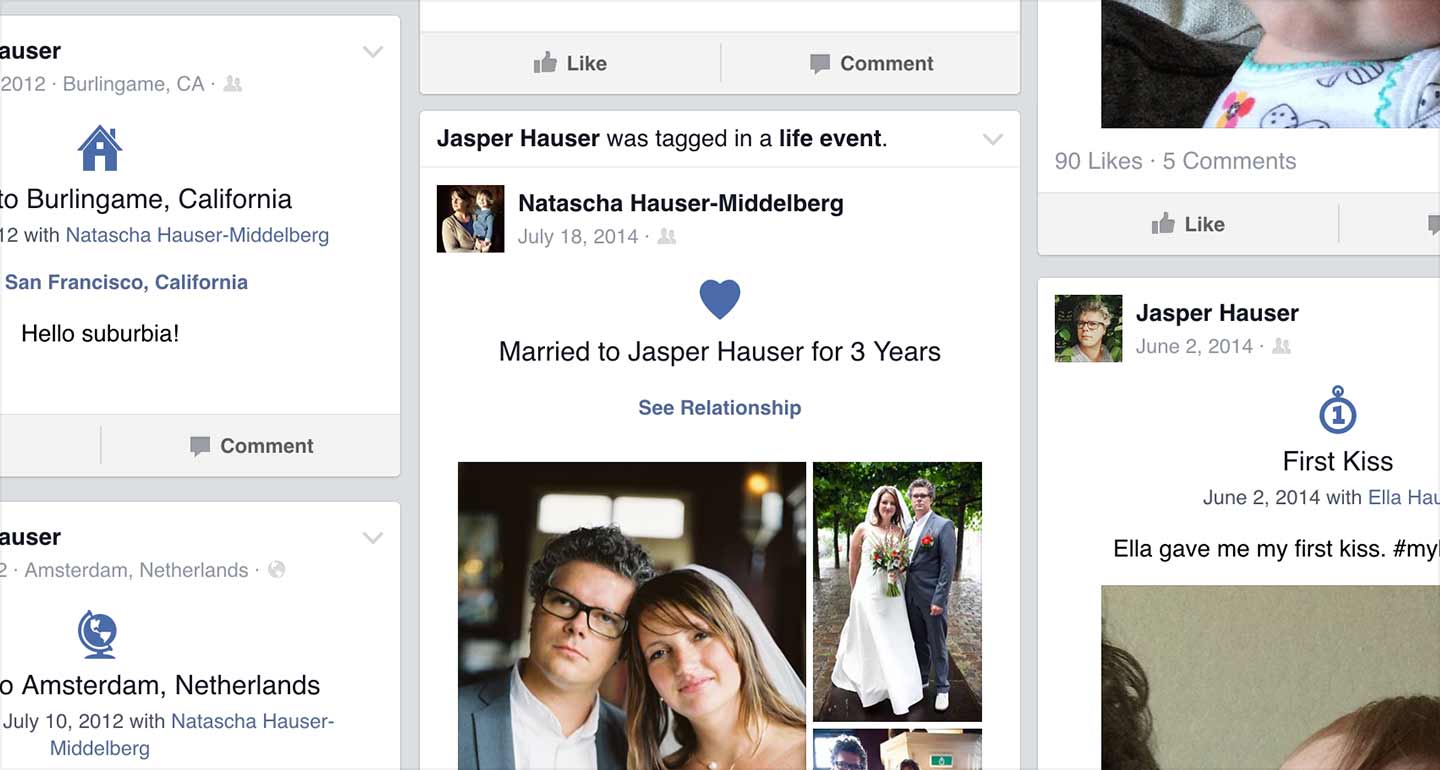 auser
2012 · Burlingame, CA ·
to Burlingame, California
12 with Natascha Hauser-Middelberg
San Francisco, California
Hello suburbia!
Comment
auser
2 · Amsterdam, Netherlands ·
o Amsterdam, Netherlands
July 10, 2012 with Natascha Hauser-
Middelberg
Like Comment
Jasper Hauser was tagged in a life event.
Natascha Hauser-Middelberg
July 18, 2014 ·
Married to Jasper Hauser for 3 Years
See Relationship
90 Likes · 5 Comments
Like
Jasper Hauser
June 2, 2014 ·
1
First Kiss
June 2, 2014 with Ella Hau
Ella gave me my first kiss. #my